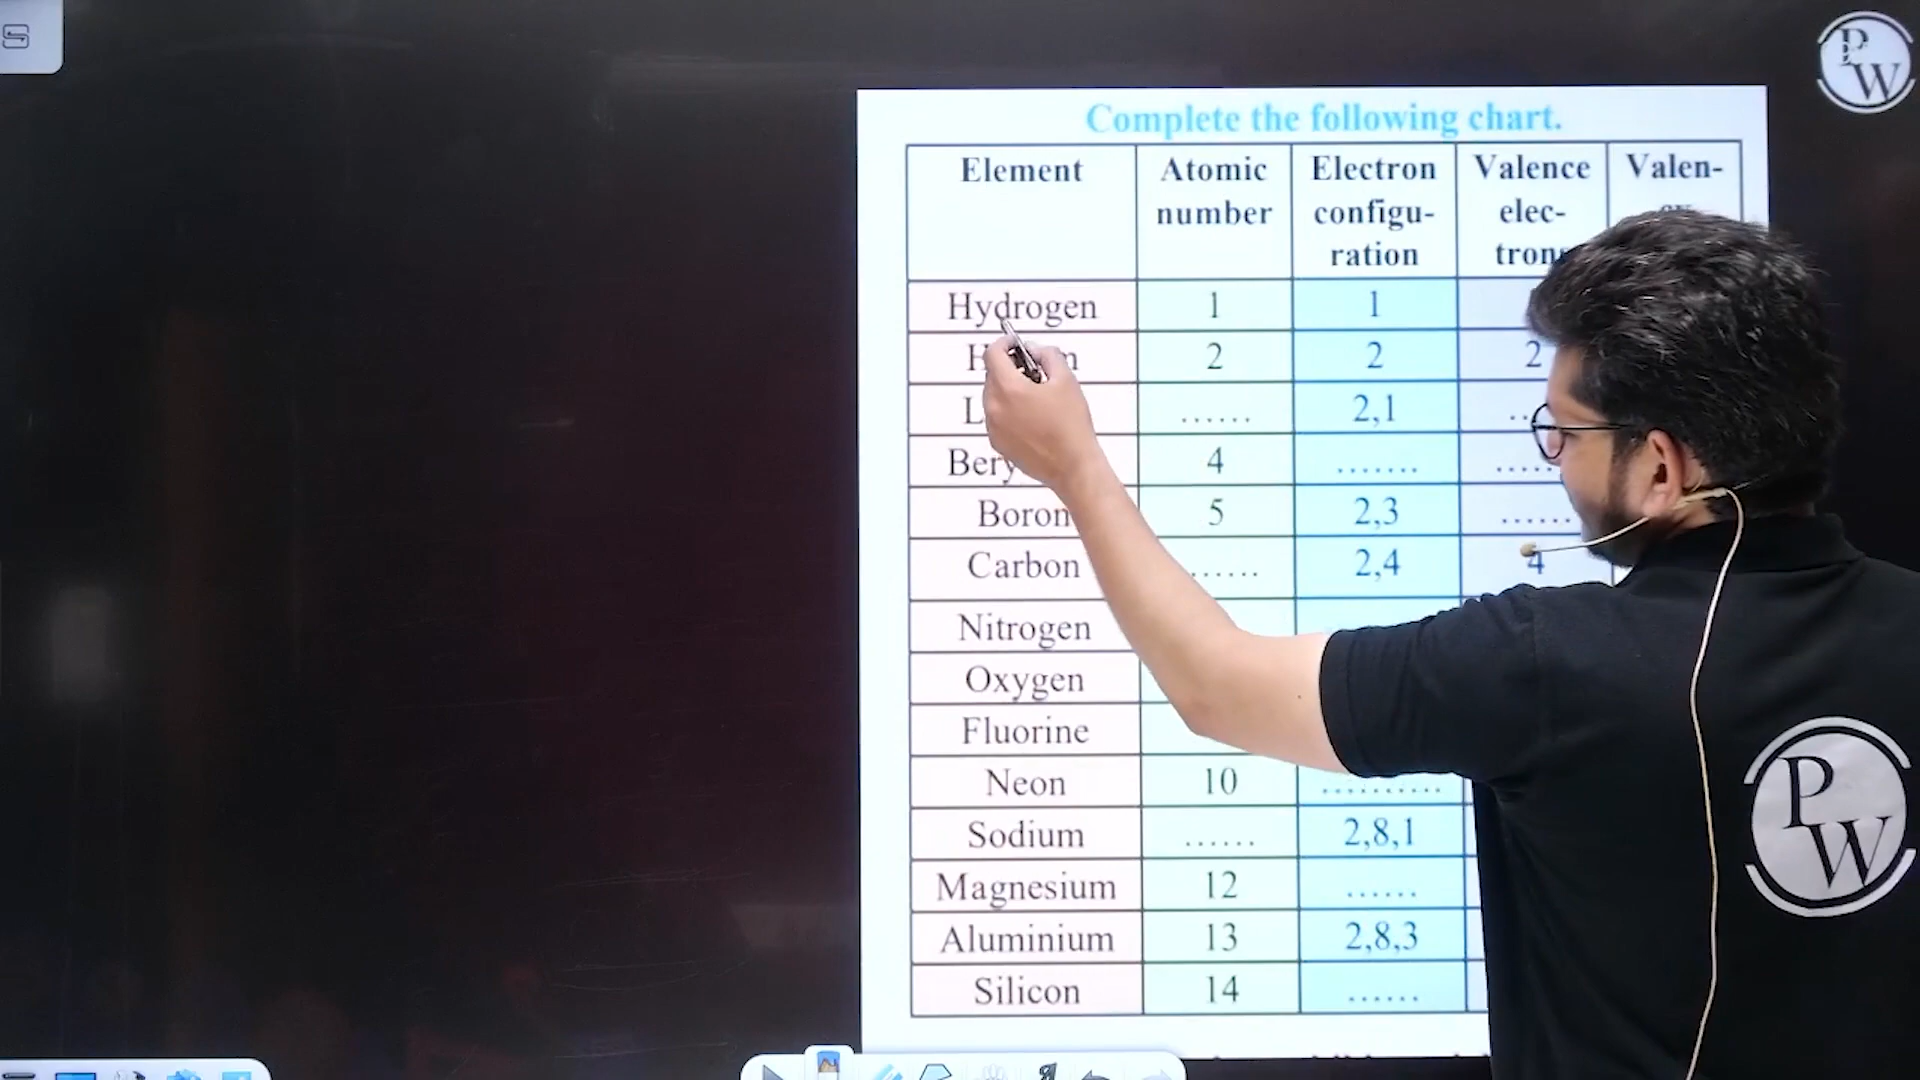 P
W
Complete the following chart.
Element Atomic number Electron configu-ration Valence elec-trons Valen-
Hydrogen 1 1
2 2 2
...... 2,1
4 .......
Boron 5 2,3 ......
Carbon ...... 2,4 4
Nitrogen
Oxygen
Fluorine
Neon 10 ..........
Sodium ...... 2,8,1
Magnesium 12 ......
Aluminium 13 2,8,3
Silicon 14 ......
P
W